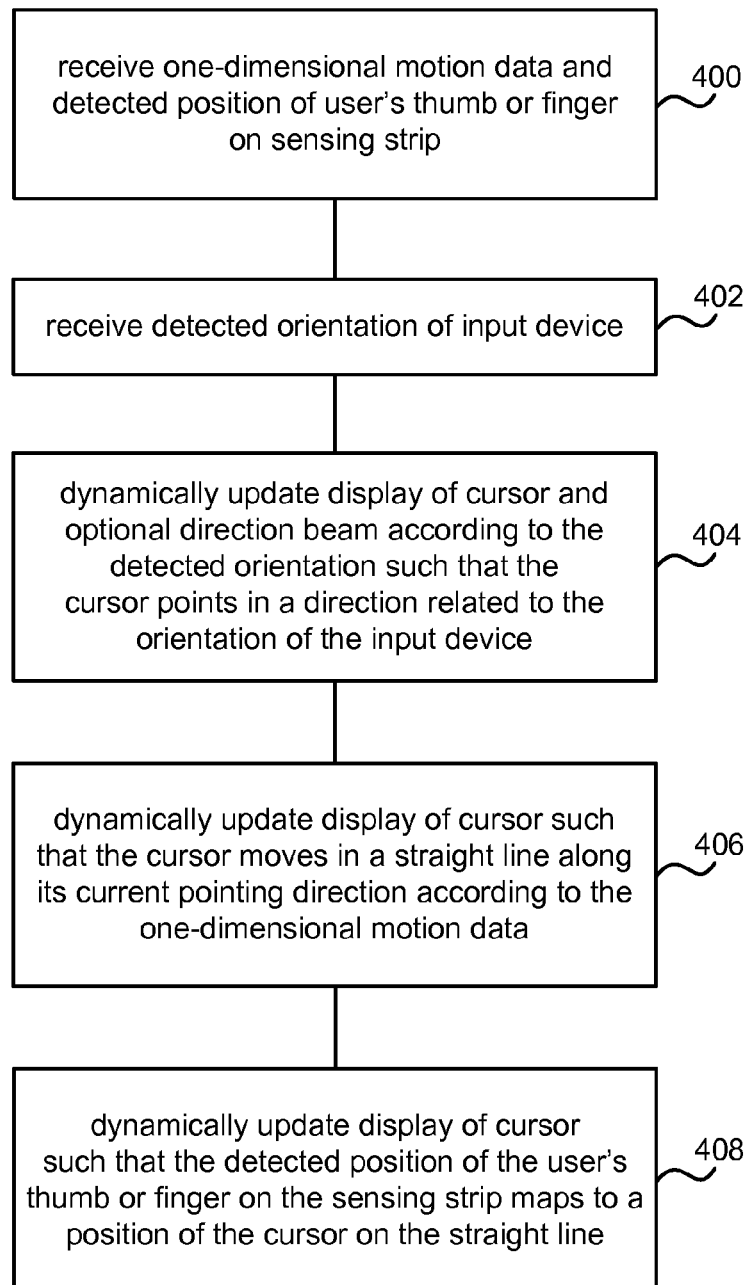 receive one-dimensional motion data and
detected position of user's thumb or finger
on sensing strip
400
receive detected orientation of input device
402
dynamically update display of cursor and
optional direction beam according to the
detected orientation such that the
cursor points in a direction related to the
orientation of the input device
404
dynamically update display of cursor such
that the cursor moves in a straight line along
its current pointing direction according to the
one-dimensional motion data
406
dynamically update display of cursor
such that the detected position of the user's
thumb or finger on the sensing strip maps to a
position of the cursor on the straight line
408